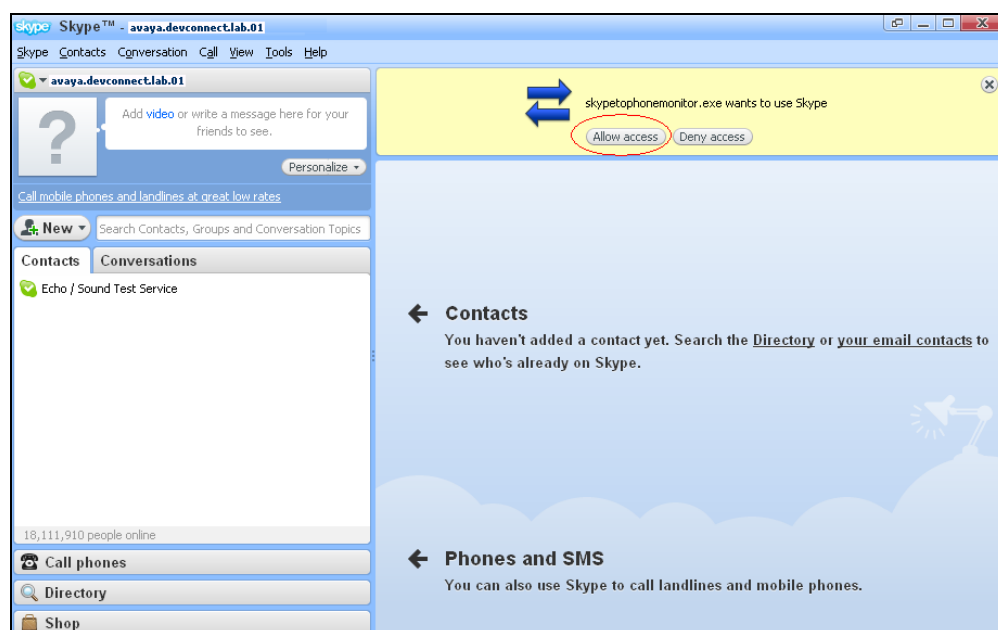 skype Skype™ - avaya.devconnect.lab.01
Skype Contacts Conversation Call View Tools Help
avaya.devconnect.lab.01
Add video or write a message here for your
friends to see.
?
Personalize
Call mobile phones and landlines at great low rates
New
Search Contacts, Groups and Conversation Topics
Contacts Conversations
Echo / Sound Test Service
18,111,910 people online
Call phones
Directory
Shop
skypetophonemonitor.exe wants to use Skype
Allow access Deny access
Contacts
You haven't added a contact yet. Search the Directory or your email contacts to
see who's already on Skype.
Phones and SMS
You can also use Skype to call landlines and mobile phones.